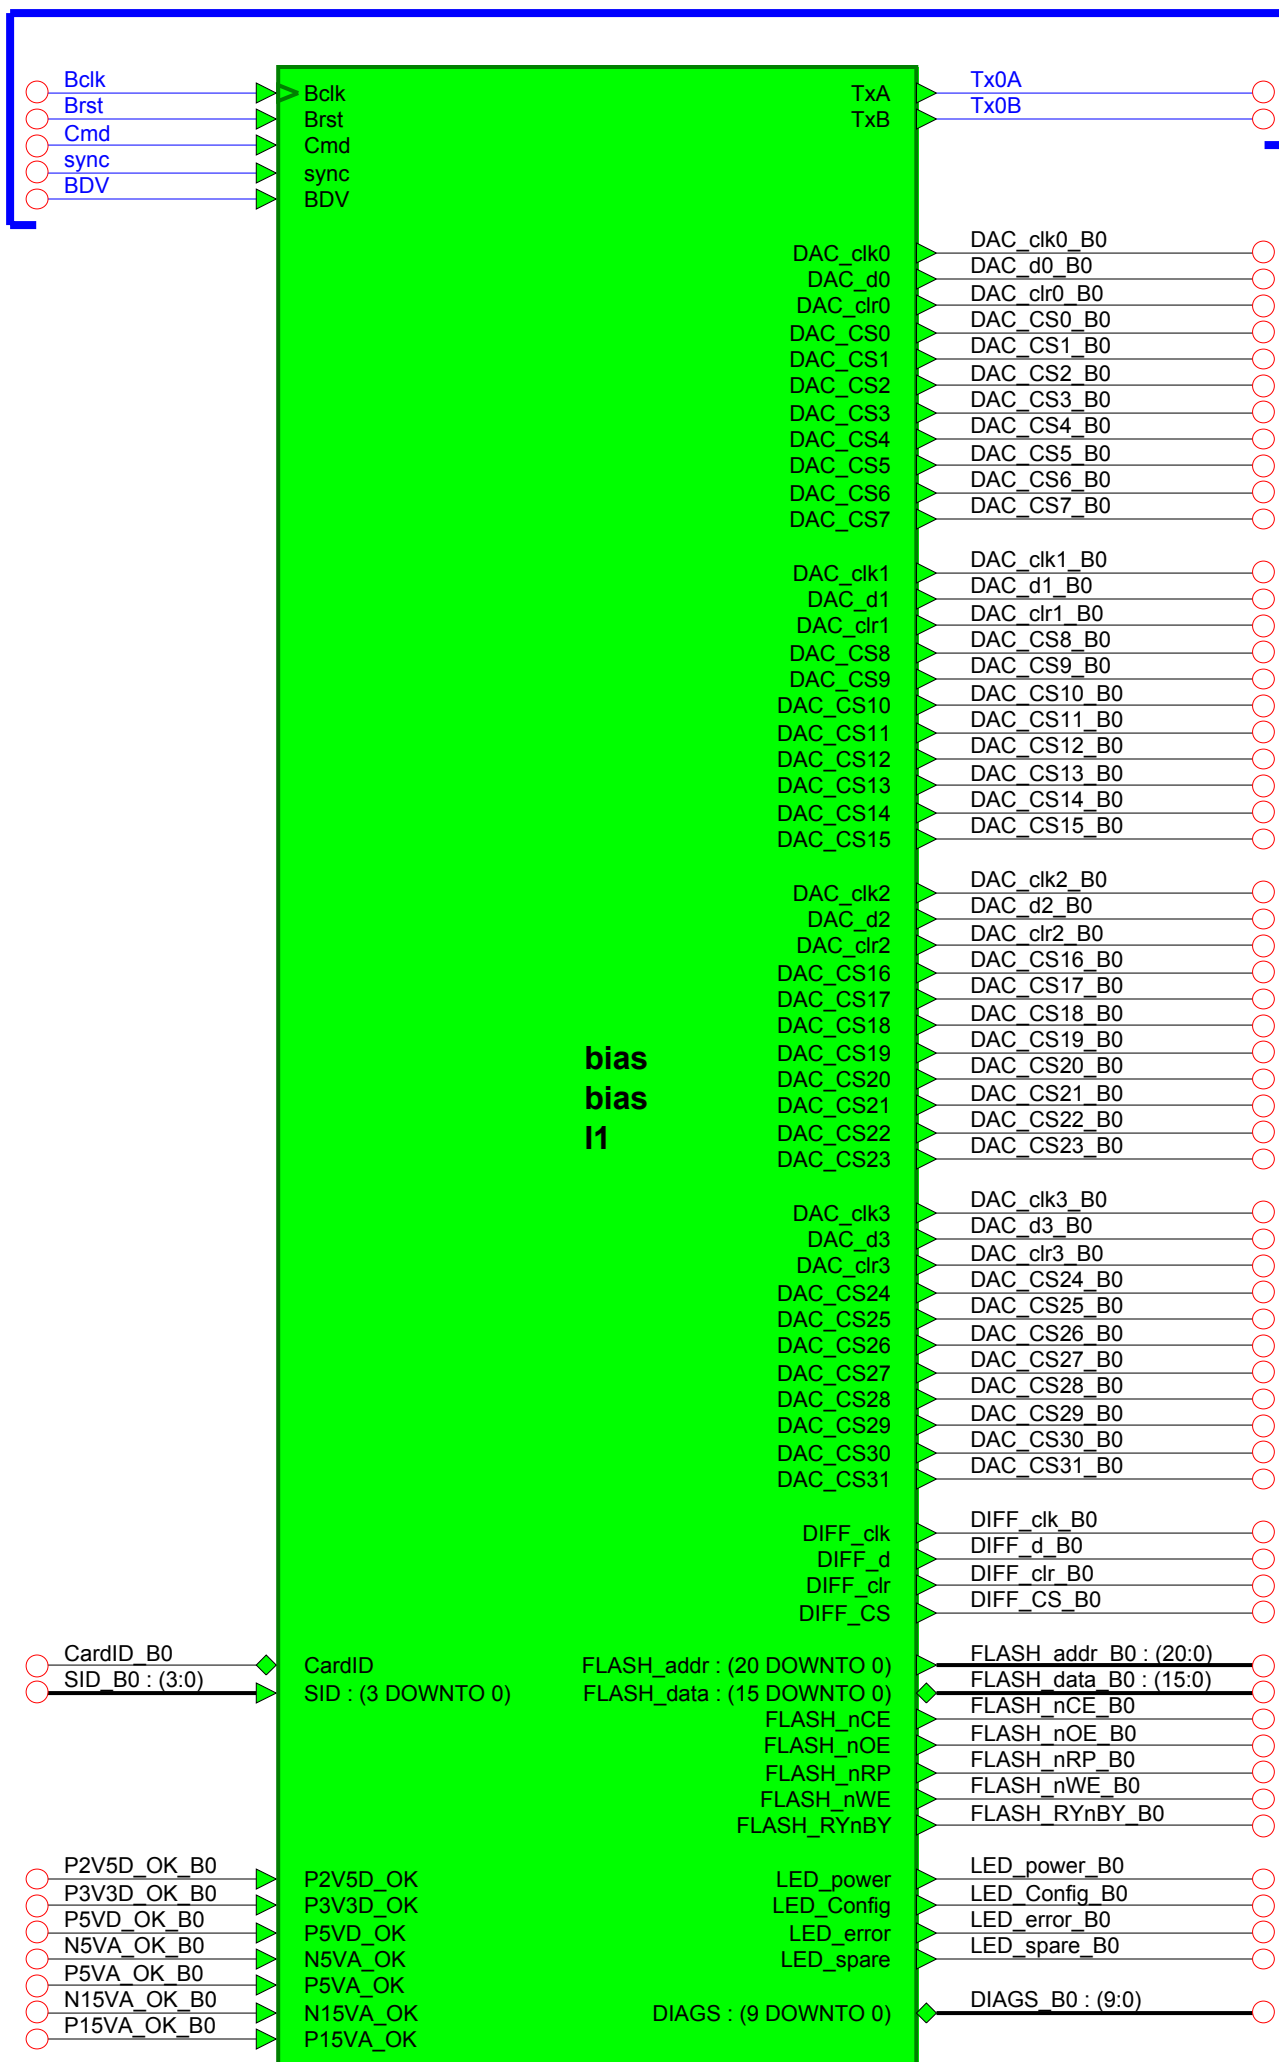 Bclk Bclk TxA Tx0A
Brst Brst TxB Tx0B
Cmd Cmd
sync sync
BDV BDV
DAC_clk0 DAC_clk0_B0
DAC_d0 DAC_d0_B0
DAC_clr0 DAC_clr0_B0
DAC_CS0 DAC_CS0_B0
DAC_CS1 DAC_CS1_B0
DAC_CS2 DAC_CS2_B0
DAC_CS3 DAC_CS3_B0
DAC_CS4 DAC_CS4_B0
DAC_CS5 DAC_CS5_B0
DAC_CS6 DAC_CS6_B0
DAC_CS7 DAC_CS7_B0
DAC_clk1 DAC_clk1_B0
DAC_d1 DAC_d1_B0
DAC_clr1 DAC_clr1_B0
DAC_CS8 DAC_CS8_B0
DAC_CS9 DAC_CS9_B0
DAC_CS10 DAC_CS10_B0
DAC_CS11 DAC_CS11_B0
DAC_CS12 DAC_CS12_B0
DAC_CS13 DAC_CS13_B0
DAC_CS14 DAC_CS14_B0
DAC_CS15 DAC_CS15_B0
DAC_clk2 DAC_clk2_B0
DAC_d2 DAC_d2_B0
DAC_clr2 DAC_clr2_B0
DAC_CS16 DAC_CS16_B0
DAC_CS17 DAC_CS17_B0
DAC_CS18 DAC_CS18_B0
bias DAC_CS19 DAC_CS19_B0
DAC_CS20 DAC_CS20_B0
bias DAC_CS21 DAC_CS21_B0
I1 DAC_CS22 DAC_CS22_B0
DAC_CS23 DAC_CS23_B0
DAC_clk3 DAC_clk3_B0
DAC_d3 DAC_d3_B0
DAC_clr3 DAC_clr3_B0
DAC_CS24 DAC_CS24_B0
DAC_CS25 DAC_CS25_B0
DAC_CS26 DAC_CS26_B0
DAC_CS27 DAC_CS27_B0
DAC_CS28 DAC_CS28_B0
DAC_CS29 DAC_CS29_B0
DAC_CS30 DAC_CS30_B0
DAC_CS31 DAC_CS31_B0
DIFF_clk DIFF_clk_B0
DIFF_d DIFF_d_B0
DIFF_clr DIFF_clr_B0
DIFF_CS DIFF_CS_B0
CardID_B0 CardID FLASH_addr : (20 DOWNTO 0) FLASH_addr_B0 : (20:0)
SID_B0 : (3:0) SID : (3 DOWNTO 0) FLASH_data : (15 DOWNTO 0) FLASH_data_B0 : (15:0)
FLASH_nCE FLASH_nCE_B0
FLASH_nOE FLASH_nOE_B0
FLASH_nRP FLASH_nRP_B0
FLASH_nWE FLASH_nWE_B0
FLASH_RYnBY FLASH_RYnBY_B0
P2V5D_OK_B0 P2V5D_OK LED_power LED_power_B0
P3V3D_OK_B0 P3V3D_OK LED_Config LED_Config_B0
P5VD_OK_B0 P5VD_OK LED_error LED_error_B0
N5VA_OK_B0 N5VA_OK LED_spare LED_spare_B0
P5VA_OK_B0 P5VA_OK
N15VA_OK_B0 N15VA_OK DIAGS : (9 DOWNTO 0) DIAGS_B0 : (9:0)
P15VA_OK_B0 P15VA_OK